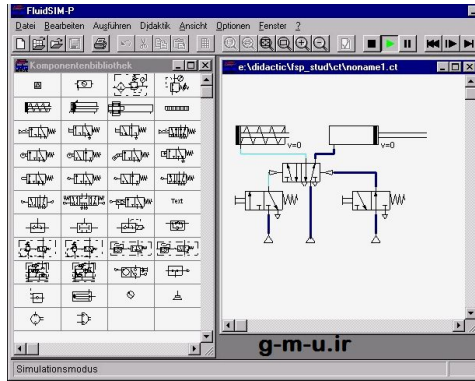 FluidSIM-P
Datei Bearbeiten Ausführen Didaktik Ansicht Optionen Fenster ?
Komponentenbibliothek
e:\didactic\fsp_stud\ct\noname1.ct
Text
v=0
v=0
g-m-u.ir
Simulationsmodus